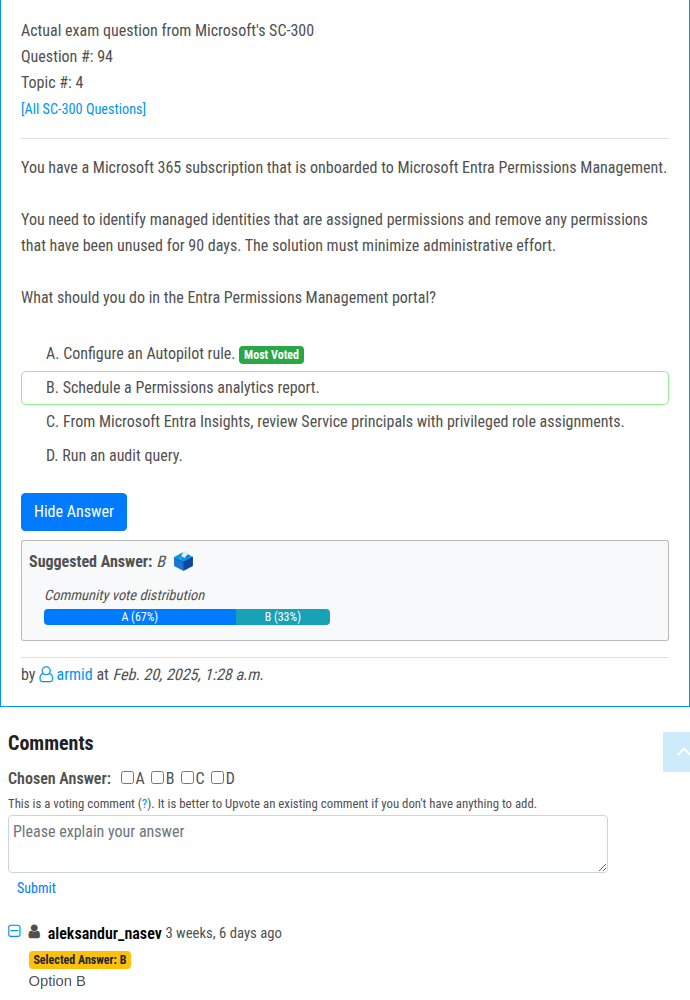 Actual exam question from Microsoft's SC-300
Question #: 94
Topic #: 4
[All SC-300 Questions]
You have a Microsoft 365 subscription that is onboarded to Microsoft Entra Permissions Management.
You need to identify managed identities that are assigned permissions and remove any permissions
that have been unused for 90 days. The solution must minimize administrative effort.
What should you do in the Entra Permissions Management portal?
A. Configure an Autopilot rule. Most Voted
B. Schedule a Permissions analytics report.
C. From Microsoft Entra Insights, review Service principals with privileged role assignments.
D. Run an audit query.
Hide Answer
Suggested Answer: B
Community vote distribution
A (67%) B (33%)
by armid at Feb. 20, 2025, 1:28 a.m.
Comments
Chosen Answer: A B C D
This is a voting comment (?). It is better to Upvote an existing comment if you don't have anything to add.
Please explain your answer
Submit
aleksandur_nasev 3 weeks, 6 days ago
Selected Answer: B
Option B